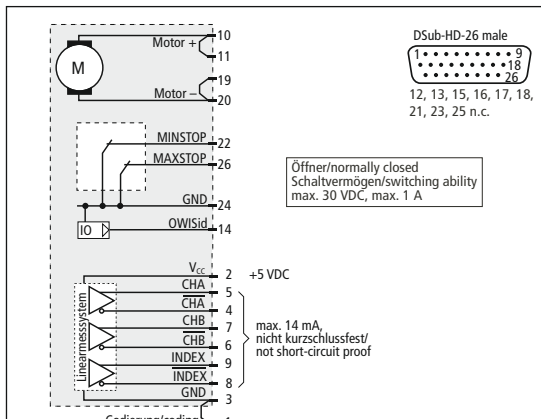 10
Motor +
11
M
19
Motor –
20
MINSTOP
22
MAXSTOP
26
GND
24
IO
OWISid
14
VCC
2
+5 VDC
CHA
5
C̅H̅A̅
4
CHB
7
C̅H̅B̅
6
INDEX
9
I̅N̅D̅E̅X̅
8
GND
3
Linearmesssystem
max. 14 mA,
nicht kurzschlussfest/
not short-circuit proof
DSub-HD-26 male
1
9
18
26
12, 13, 15, 16, 17, 18,
21, 23, 25 n.c.
Öffner/normally closed
Schaltvermögen/switching ability
max. 30 VDC, max. 1 A
Codierung/coding
1